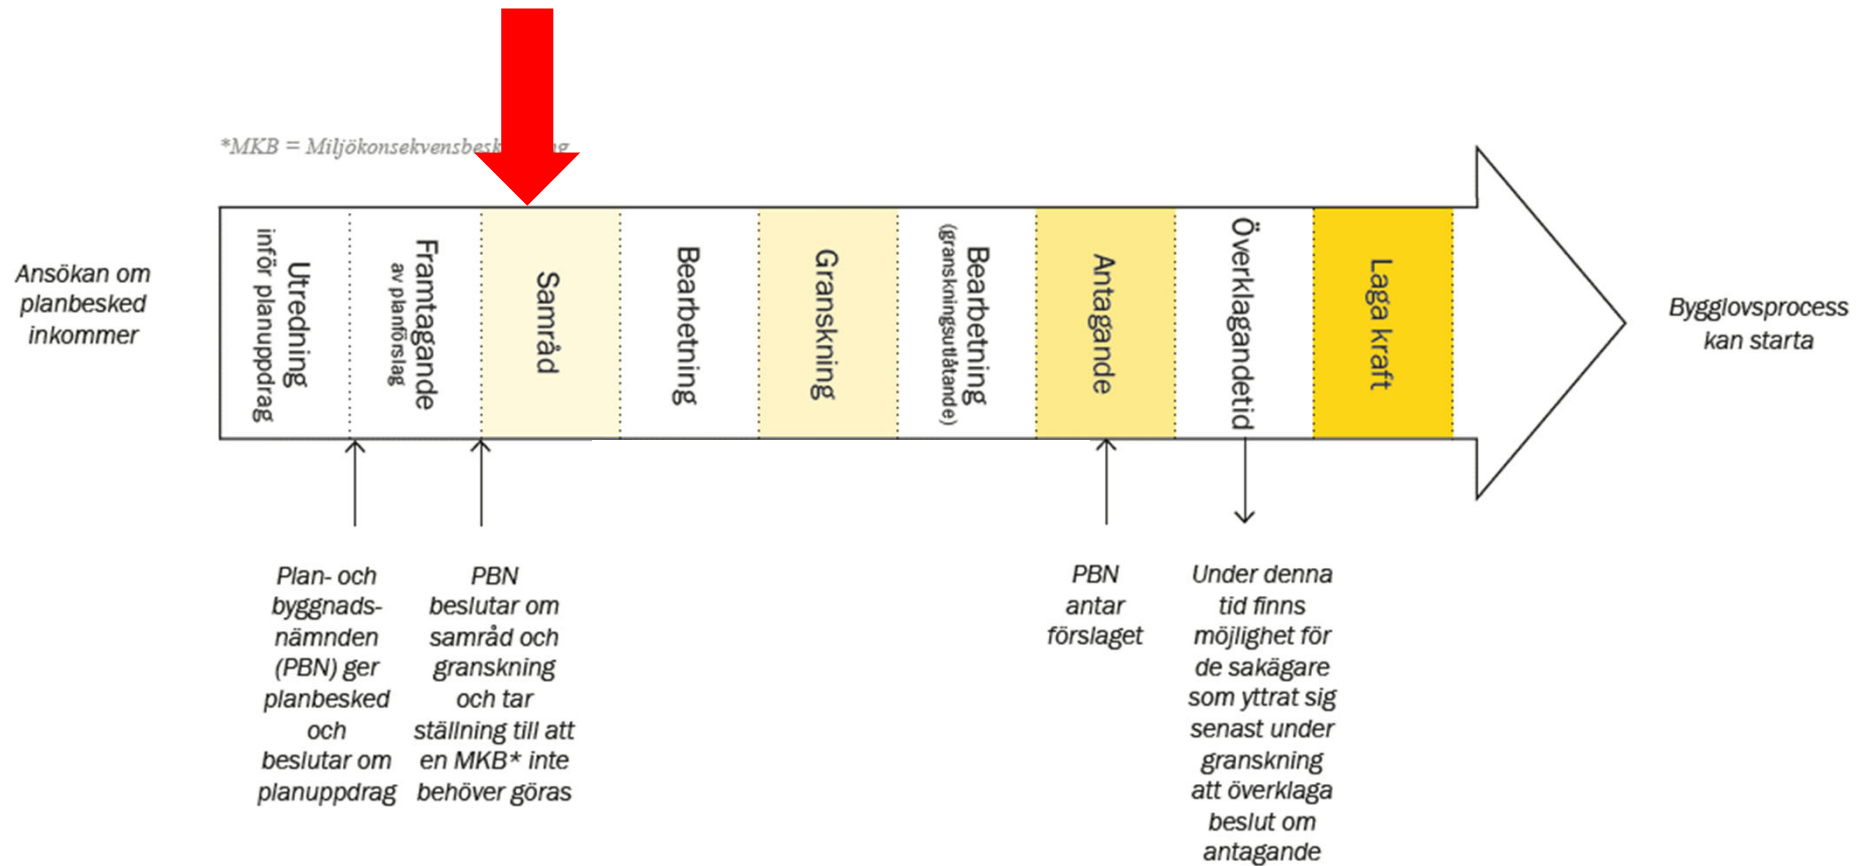 *MKB = Miljökonsekvensbesk ng
Ansökan om
planbesked
inkommer
Utredning
inför planuppdrag
Framtagande
av planförslag
Samråd
Bearbetning
Granskning
Bearbetning
(granskningsutlåtande)
Antagande
Överklagandetid
Laga kraft
Bygglovsprocess
kan starta
Plan- och
byggnads-
nämnden
(PBN) ger
planbesked
och
beslutar om
planuppdrag
PBN
beslutar om
samråd och
granskning
och tar
ställning till att
en MKB* inte
behöver göras
PBN
antar
förslaget
Under denna
tid finns
möjlighet för
de sakägare
som yttrat sig
senast under
granskning
att överklaga
beslut om
antagande